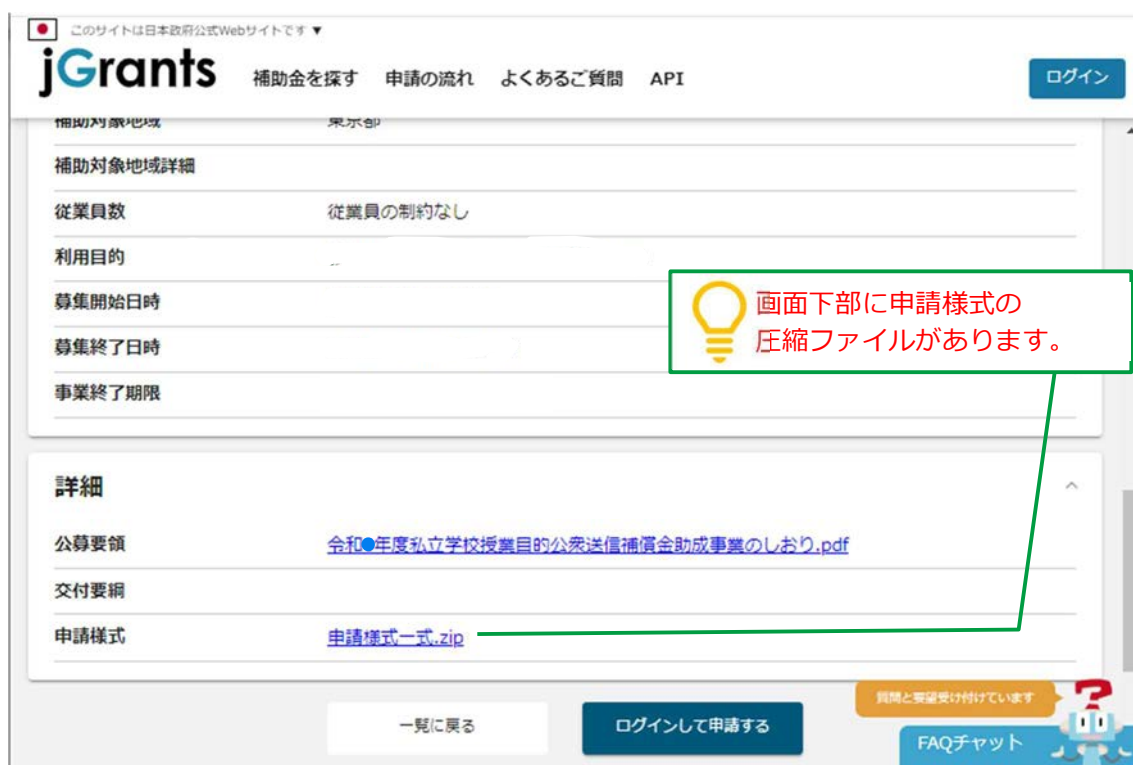 このサイトは日本政府公式Webサイトです ▼
jGrants 補助金を探す 申請の流れ よくあるご質問 API ログイン
補助対象地域 東京都
補助対象地域詳細
従業員数 従業員の制約なし
利用目的
募集開始日時
募集終了日時
事業終了期限
画面下部に申請様式の
圧縮ファイルがあります。
詳細
公募要領 令和●年度私立学校授業目的公衆送信補償金助成事業のしおり.pdf
交付要綱
申請様式 申請様式一式.zip
質問と要望受け付けています
一覧に戻る ログインして申請する
FAQチャット